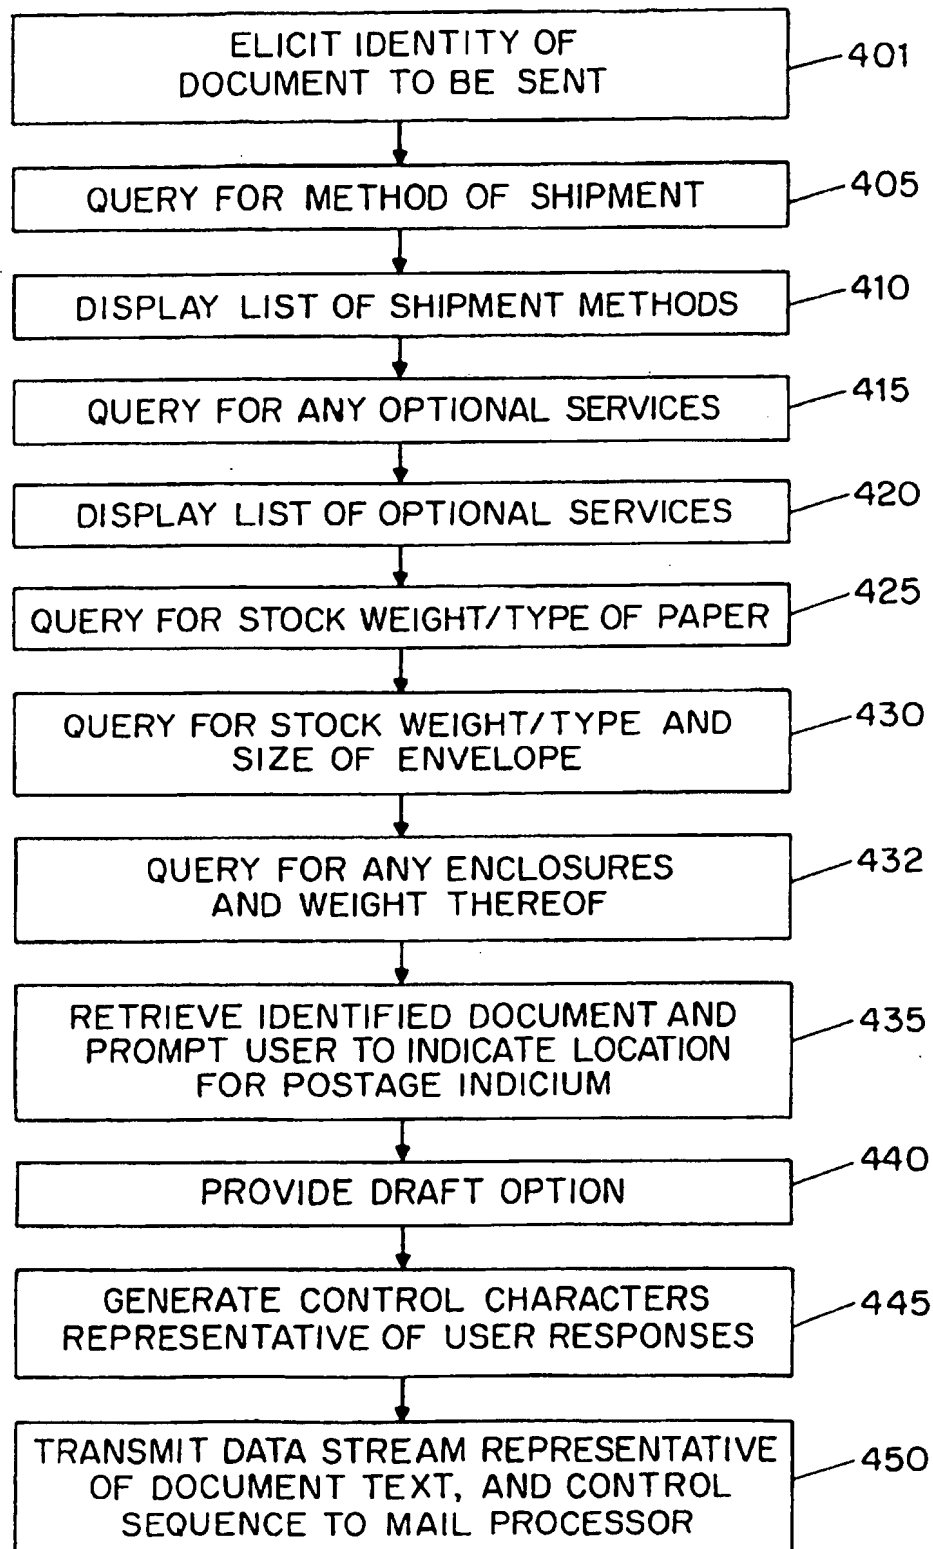 ELICIT IDENTITY OF
DOCUMENT TO BE SENT
401
QUERY FOR METHOD OF SHIPMENT
405
DISPLAY LIST OF SHIPMENT METHODS
410
QUERY FOR ANY OPTIONAL SERVICES
415
DISPLAY LIST OF OPTIONAL SERVICES
420
QUERY FOR STOCK WEIGHT/TYPE OF PAPER
425
QUERY FOR STOCK WEIGHT/TYPE AND
SIZE OF ENVELOPE
430
QUERY FOR ANY ENCLOSURES
AND WEIGHT THEREOF
432
RETRIEVE IDENTIFIED DOCUMENT AND
PROMPT USER TO INDICATE LOCATION
FOR POSTAGE INDICIUM
435
PROVIDE DRAFT OPTION
440
GENERATE CONTROL CHARACTERS
REPRESENTATIVE OF USER RESPONSES
445
TRANSMIT DATA STREAM REPRESENTATIVE
OF DOCUMENT TEXT, AND CONTROL
SEQUENCE TO MAIL PROCESSOR
450